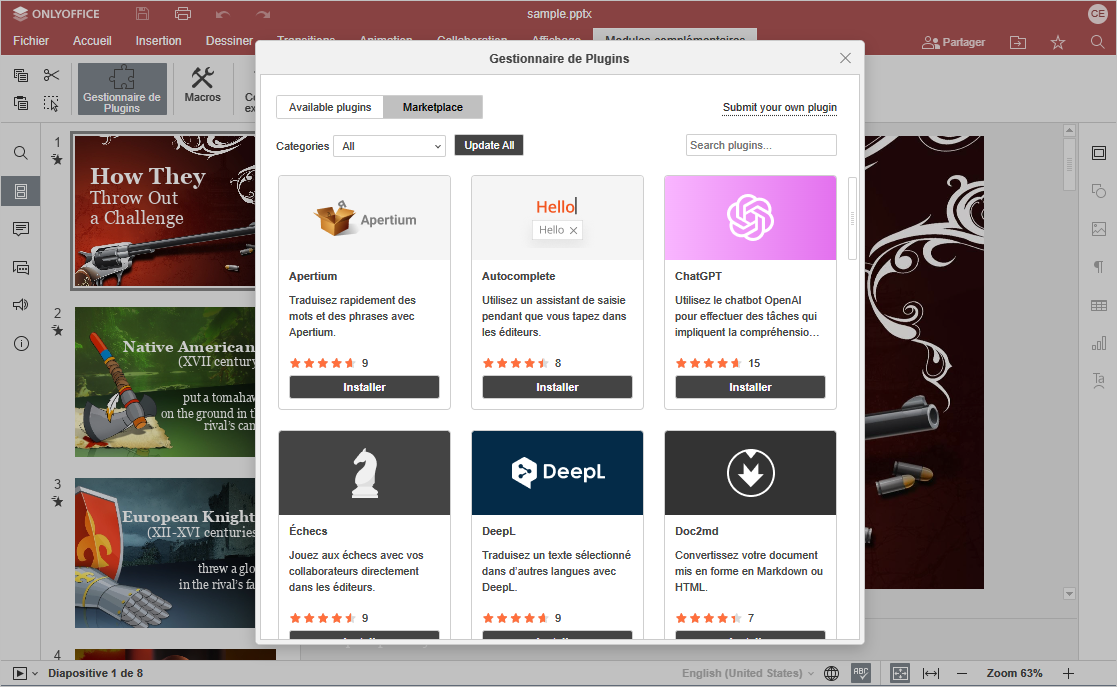 ONLYOFFICE
sample.pptx
CE
Fichier
Accueil
Insertion
Dessiner
Transitions
Animation
Collaboration
Affichage
Modules complémentaires
Partager
Gestionnaire de
Plugins
Macros
Gestionnaire de Plugins
Available plugins
Marketplace
Submit your own plugin
Categories
All
Update All
Search plugins...
Apertium
Hello
Hello
Apertium
Traduisez rapidement des
mots et des phrases avec
Apertium.
9
Installer
Autocomplete
Utilisez un assistant de saisie
pendant que vous tapez dans
les éditeurs.
8
Installer
ChatGPT
Utilisez le chatbot OpenAI
pour effectuer des tâches qui
impliquent la compréhensio...
15
Installer
DeepL
Échecs
Jouez aux échecs avec vos
collaborateurs directement
dans les éditeurs.
9
DeepL
Traduisez un texte sélectionné
dans d'autres langues avec
DeepL.
9
Doc2md
Convertissez votre document
mis en forme en Markdown ou
HTML.
7
1
How They
Throw Out
a Challenge
2
Native American
(XVII century
put a tomahaw
on the ground in t
rival's can
3
European Knight
(XII-XVI centuries
threw a glo
in the rival's fa
4
Diapositive 1 de 8
English (United States)
ABC
Zoom 63%